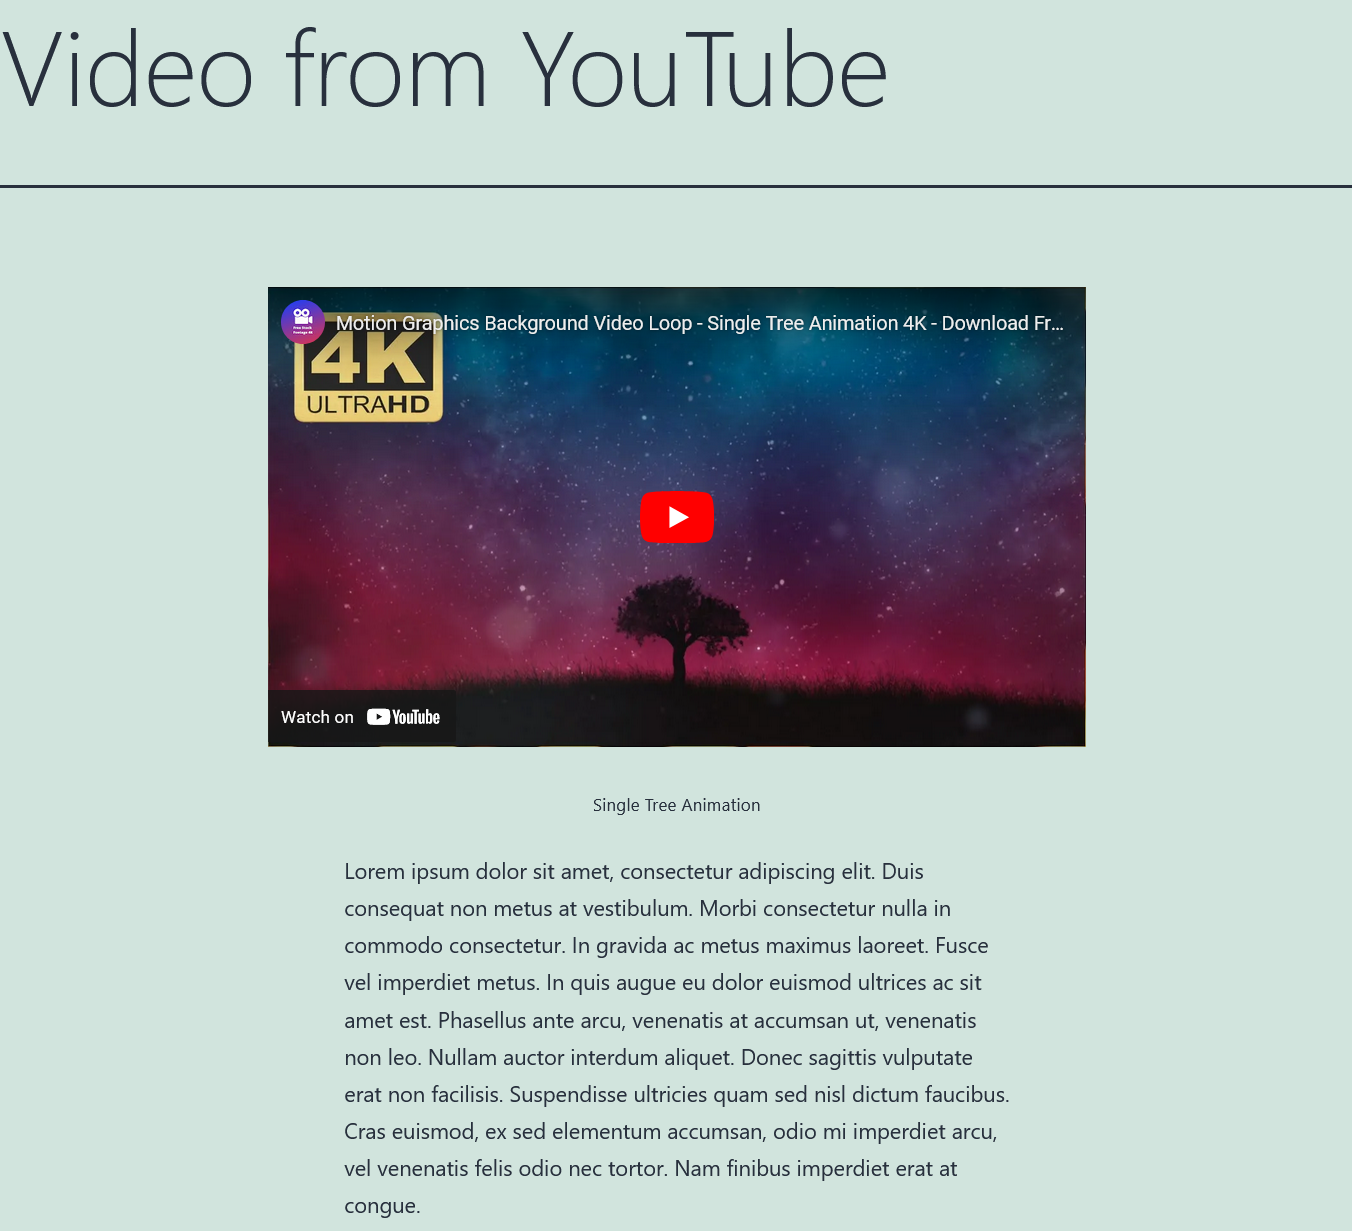 Video from YouTube
Motion Graphics Background Video Loop - Single Tree Animation 4K - Download Fr...
Free Stock
Footage 4K
4K
ULTRAHD
Watch on YouTube
Single Tree Animation
Lorem ipsum dolor sit amet, consectetur adipiscing elit. Duis
consequat non metus at vestibulum. Morbi consectetur nulla in
commodo consectetur. In gravida ac metus maximus laoreet. Fusce
vel imperdiet metus. In quis augue eu dolor euismod ultrices ac sit
amet est. Phasellus ante arcu, venenatis at accumsan ut, venenatis
non leo. Nullam auctor interdum aliquet. Donec sagittis vulputate
erat non facilisis. Suspendisse ultricies quam sed nisl dictum faucibus.
Cras euismod, ex sed elementum accumsan, odio mi imperdiet arcu,
vel venenatis felis odio nec tortor. Nam finibus imperdiet erat at
congue.